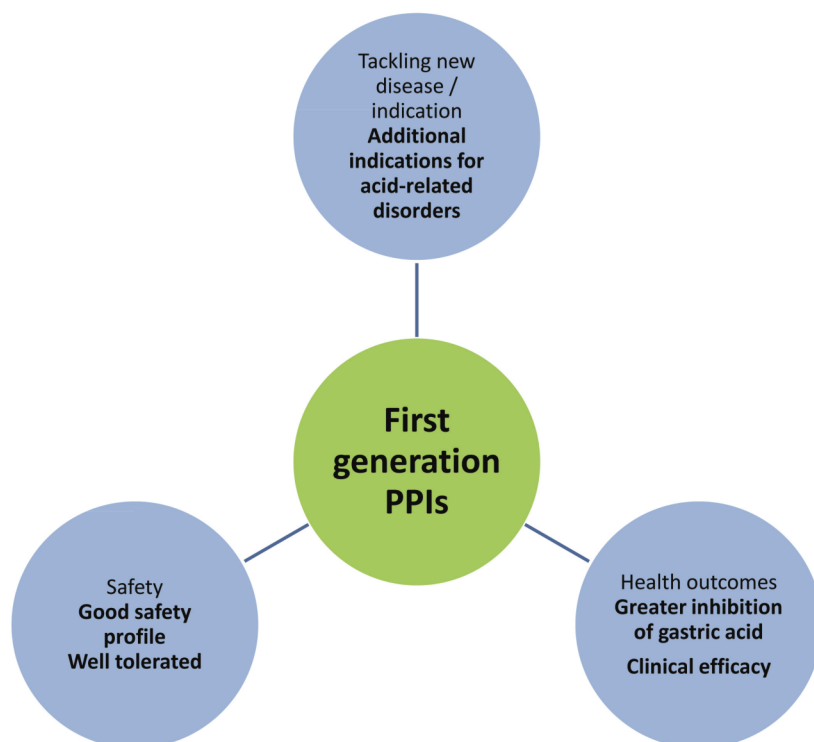 Tackling new
disease /
indication
Additional
indications for
acid-related
disorders
First
generation
PPIs
Safety
Good safety
profile
Well tolerated
Health outcomes
Greater inhibition
of gastric acid
Clinical efficacy